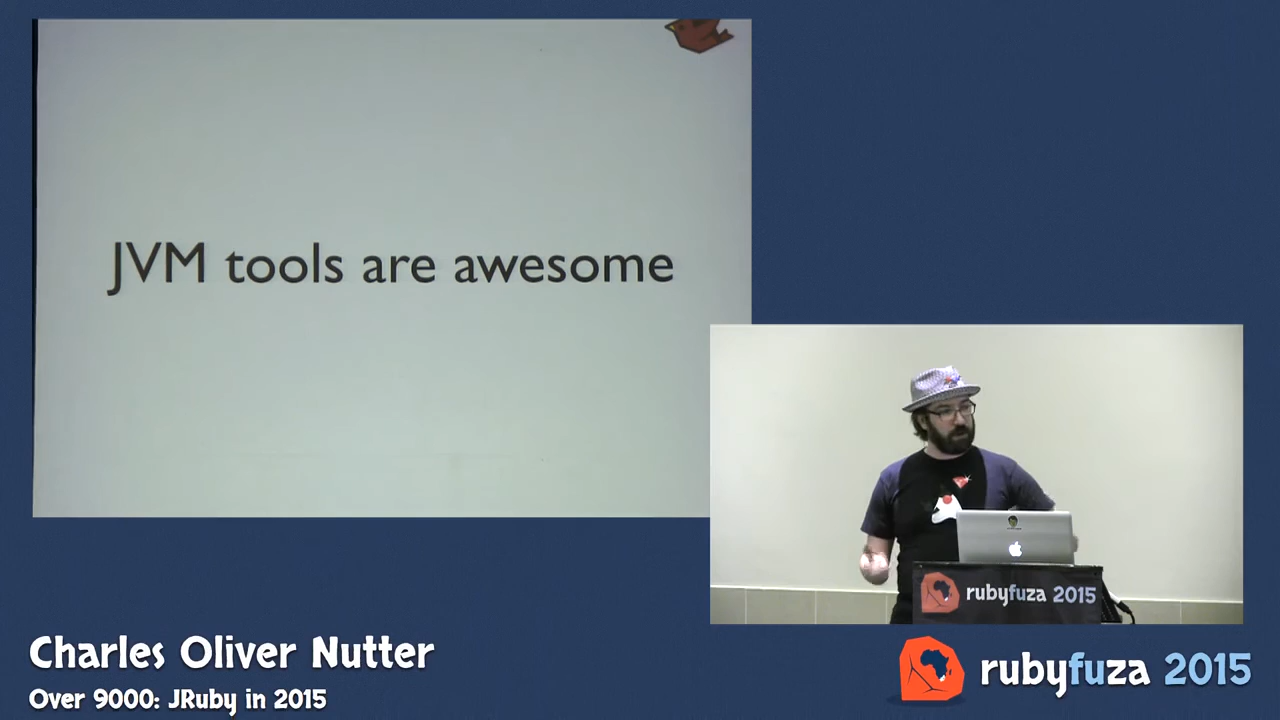 JVM tools are awesome
rubyfuza 2015
Charles Oliver Nutter
Over 9000: JRuby in 2015
rubyfuza 2015